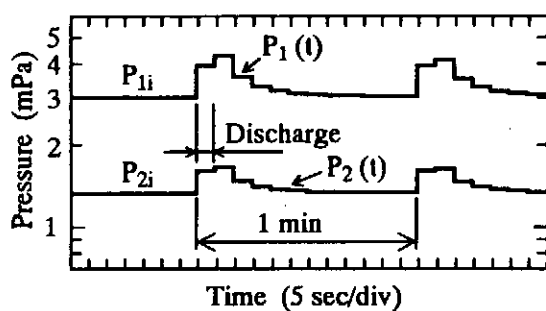 Pressure (mPa)
5
4
3
2
1
P1i
P1 (t)
Discharge
P2i
P2 (t)
1 min
Time (5 sec/div)